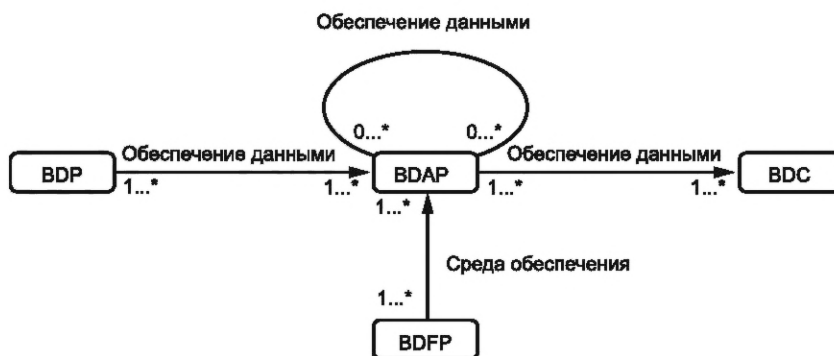 Обеспечение данными
0...* 0...*
Обеспечение данными Обеспечение данными
BDP BDAP BDC
1...* 1...* 1...* 1...*
1...*
Среда обеспечения
1...*
BDFP